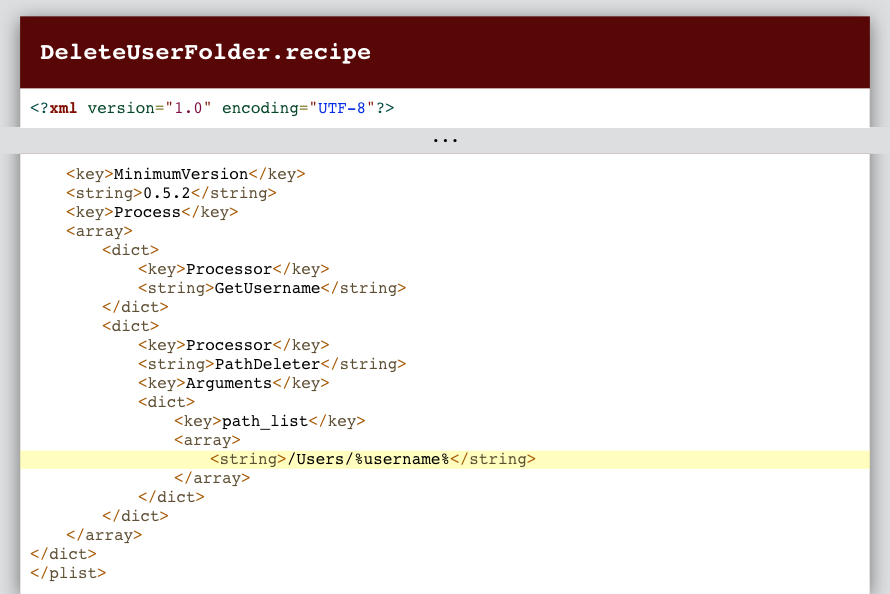 DeleteUserFolder.recipe
<?xml version="1.0" encoding="UTF-8"?>
...
<key>MinimumVersion</key>
<string>0.5.2</string>
<key>Process</key>
<array>
<dict>
<key>Processor</key>
<string>GetUsername</string>
</dict>
<dict>
<key>Processor</key>
<string>PathDeleter</string>
<key>Arguments</key>
<dict>
<key>path_list</key>
<array>
<string>/Users/%username%</string>
</array>
</dict>
</dict>
</array>
</dict>
</plist>